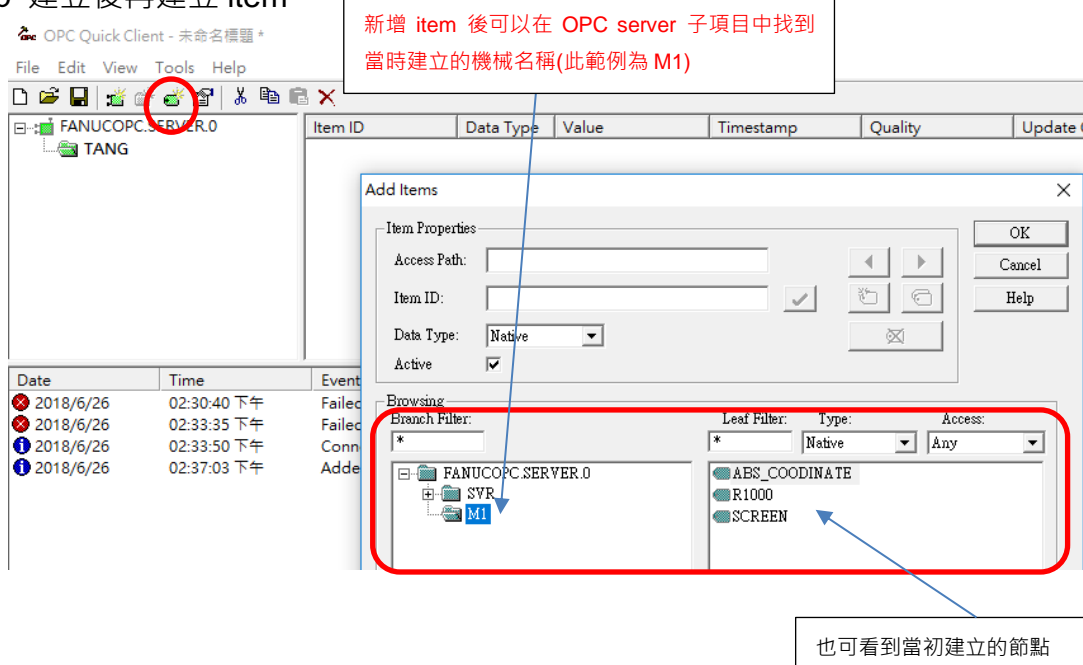 建立後再建立 item
新增 item 後可以在 OPC server 子項目中找到
當時建立的機械名稱(此範例為 M1)
OPC Quick Client - 未命名標題 *
File Edit View Tools Help
FANUCOPC.SERVER.0
TANG
Item ID Data Type Value Timestamp Quality Update
Add Items
Item Properties
Access Path:
Item ID:
Data Type: Native
Active
OK
Cancel
Help
Date Time Event
2018/6/26 02:30:40 下午 Failed
2018/6/26 02:33:35 下午 Failed
2018/6/26 02:33:50 下午 Conn
2018/6/26 02:37:03 下午 Adde
Browsing
Branch Filter: Leaf Filter: Type: Access:
* * Native Any
FANUCOPC.SERVER.0
SVR
M1
ABS_COODINATE
R1000
SCREEN
也可看到當初建立的節點